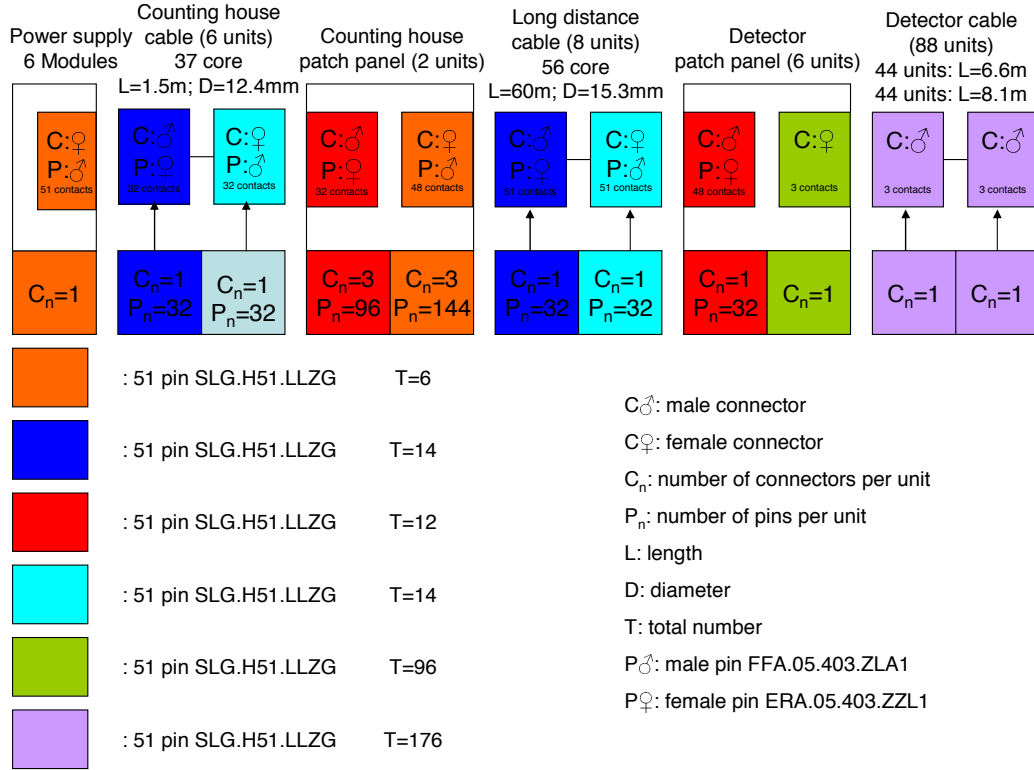 Power supply
6 Modules
Counting house
cable (6 units)
37 core
L=1.5m; D=12.4mm
Counting house
patch panel (2 units)
Long distance
cable (8 units)
56 core
L=60m; D=15.3mm
Detector
patch panel (6 units)
Detector cable
(88 units)
44 units: L=6.6m
44 units: L=8.1m
C:♀
P:♂
51 contacts
C:♂
P:♀
32 contacts
C:♀
P:♂
32 contacts
C:♂
P:♀
32 contacts
C:♀
P:♂
48 contacts
C:♂
P:♀
51 contacts
C:♀
P:♂
51 contacts
C:♂
P:♀
48 contacts
C:♀
3 contacts
C:♂
3 contacts
C:♂
3 contacts
Cₙ=1
Cₙ=1
Pₙ=32
Cₙ=1
Pₙ=32
Cₙ=3
Pₙ=96
Cₙ=3
Pₙ=144
Cₙ=1
Pₙ=32
Cₙ=1
Pₙ=32
Cₙ=1
Pₙ=32
Cₙ=1
Cₙ=1
Cₙ=1
: 51 pin SLG.H51.LLZG T=6
: 51 pin SLG.H51.LLZG T=14
: 51 pin SLG.H51.LLZG T=12
: 51 pin SLG.H51.LLZG T=14
: 51 pin SLG.H51.LLZG T=96
: 51 pin SLG.H51.LLZG T=176
C♂: male connector
C♀: female connector
Cₙ: number of connectors per unit
Pₙ: number of pins per unit
L: length
D: diameter
T: total number
P♂: male pin FFA.05.403.ZLA1
P♀: female pin ERA.05.403.ZZL1